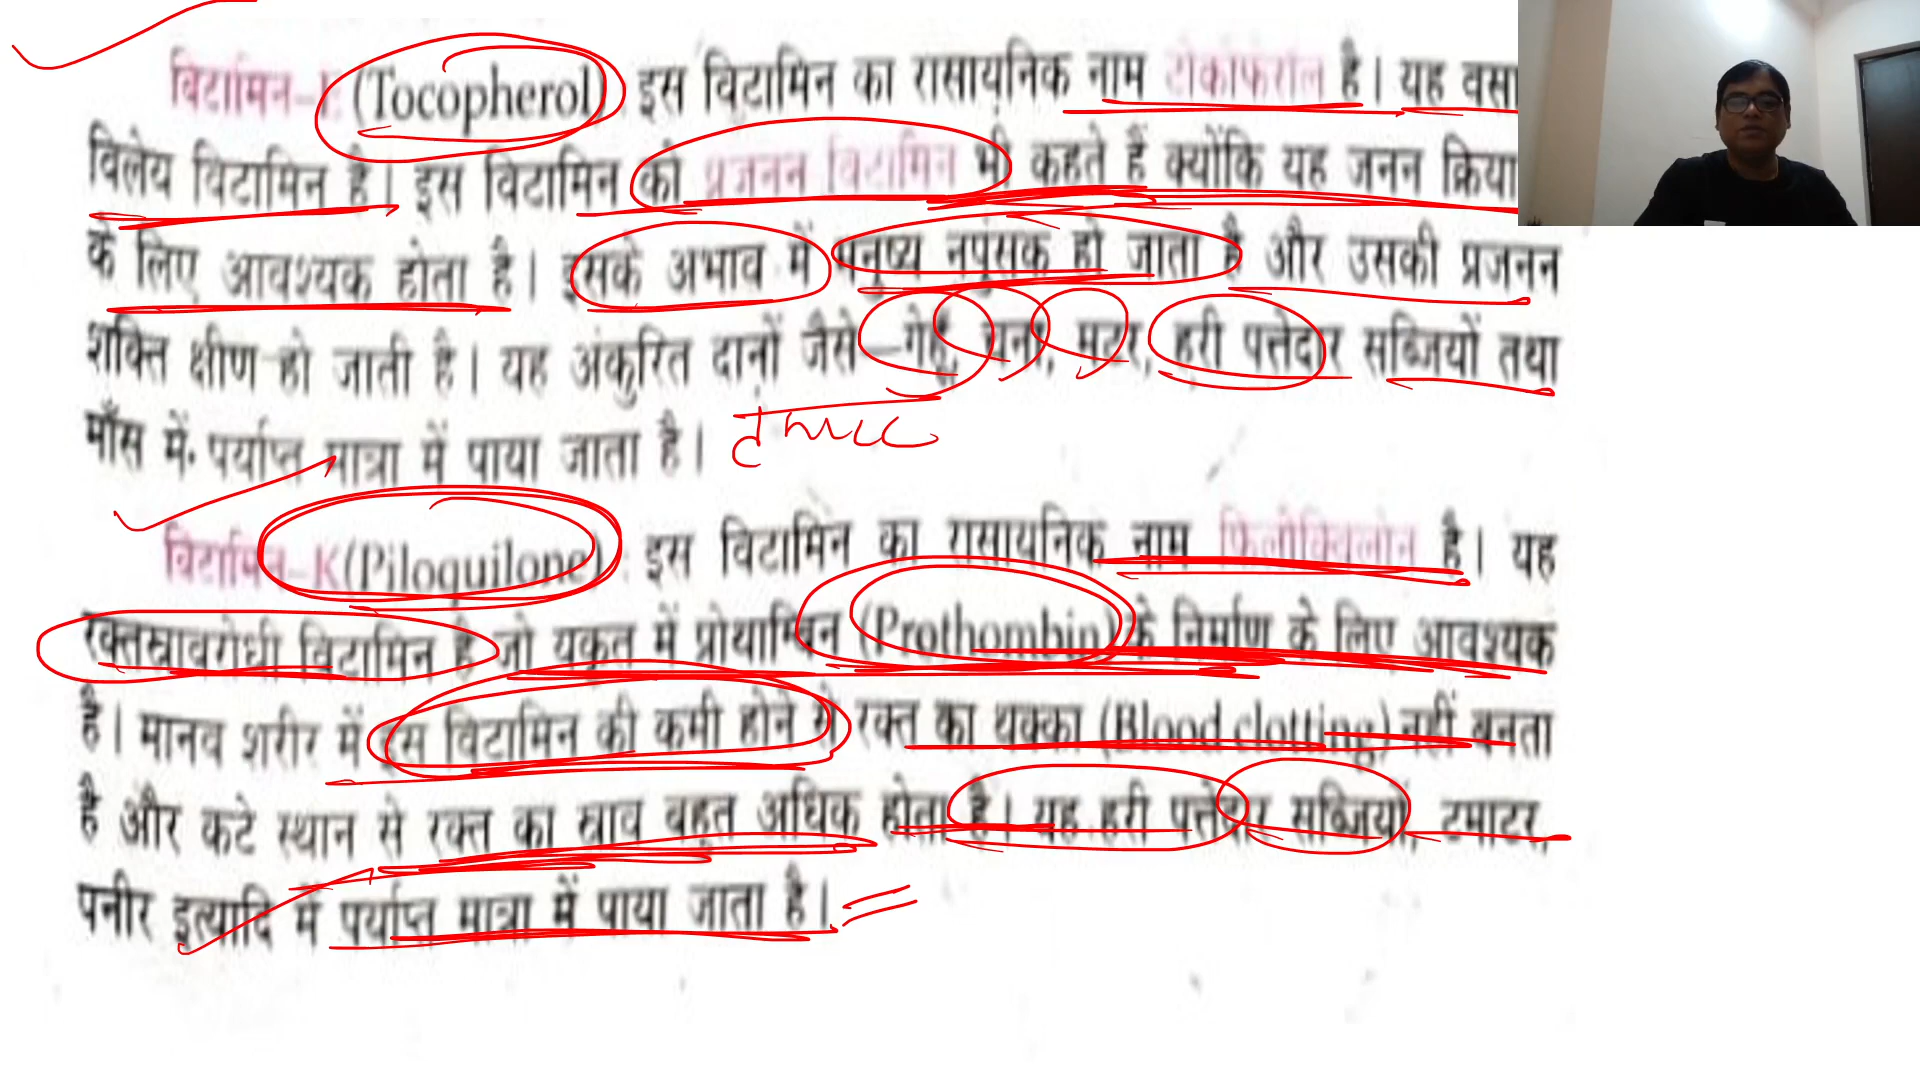 विटामिन–E (Tocopherol) इस विटामिन का रासायनिक नाम टोकोफेरॉल है। यह वसा
विलेय विटामिन है। इस विटामिन को प्रजनन विटामिन भी कहते हैं क्योंकि यह जनन क्रिया
के लिए आवश्यक होता है। इसके अभाव में मनुष्य नपुंसक हो जाता है और उसकी प्रजनन
शक्ति क्षीण हो जाती है। यह अंकुरित दानों जैसे–गेहूँ, चना, मटर, हरी पत्तेदार सब्जियों तथा
माँस में पर्याप्त मात्रा में पाया जाता है।
विटामिन–K(Piloquilone) इस विटामिन का रासायनिक नाम फिलोक्विलोन है। यह
रक्तस्रावरोधी विटामिन है जो यकृत में प्रोथाम्बिन (Prothombin) के निर्माण के लिए आवश्यक
है। मानव शरीर में इस विटामिन की कमी होने से रक्त का थक्का (Blood clotting) नहीं बनता
है और कटे स्थान से रक्त का स्राव बहुत अधिक होता है। यह हरी पत्तेदार सब्जियों, टमाटर,
पनीर इत्यादि में पर्याप्त मात्रा में पाया जाता है।